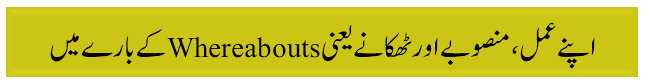 اپنے عمل، منصوبے اور ٹھکانے یعنی Whereabouts کے بارے میں